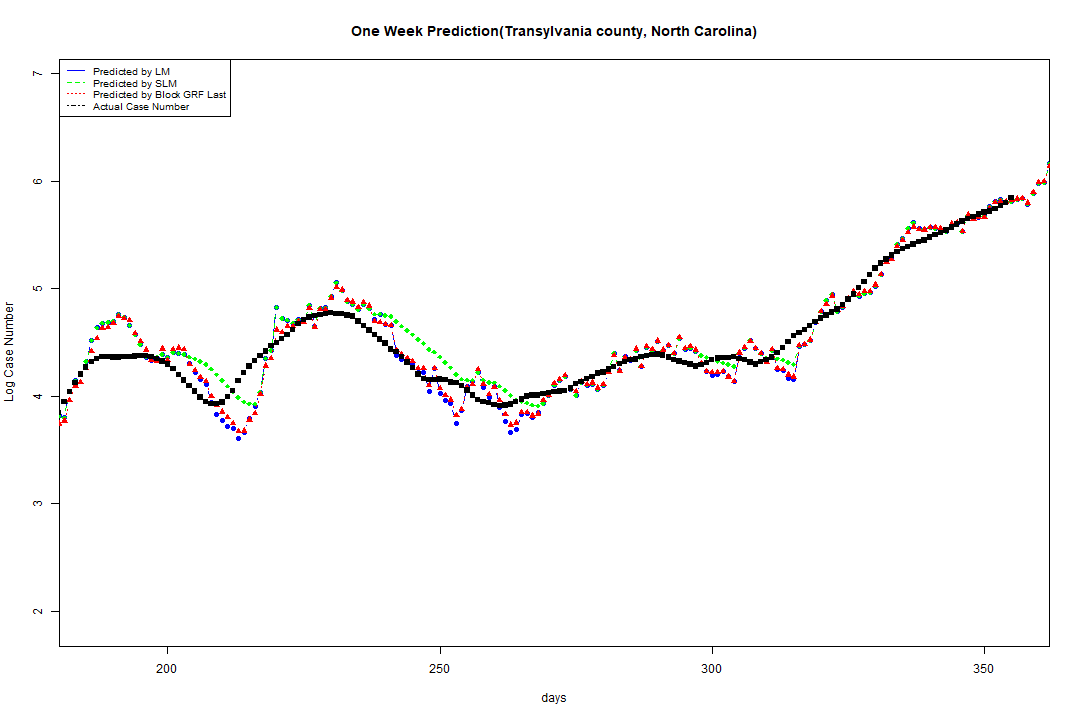 One Week Prediction(Transylvania county, North Carolina)
Predicted by LM
Predicted by SLM
Predicted by Block GRF Last
Actual Case Number
7
6
5
4
3
2
Log Case Number
200 250 300 350
days